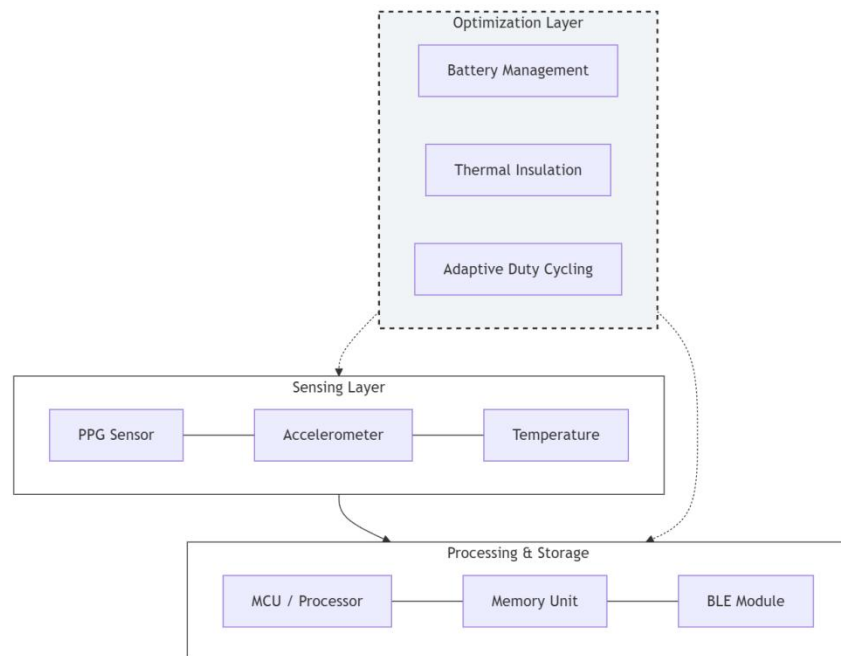 Optimization Layer
Battery Management
Thermal Insulation
Adaptive Duty Cycling
Sensing Layer
PPG Sensor
Accelerometer
Temperature
Processing & Storage
MCU / Processor
Memory Unit
BLE Module